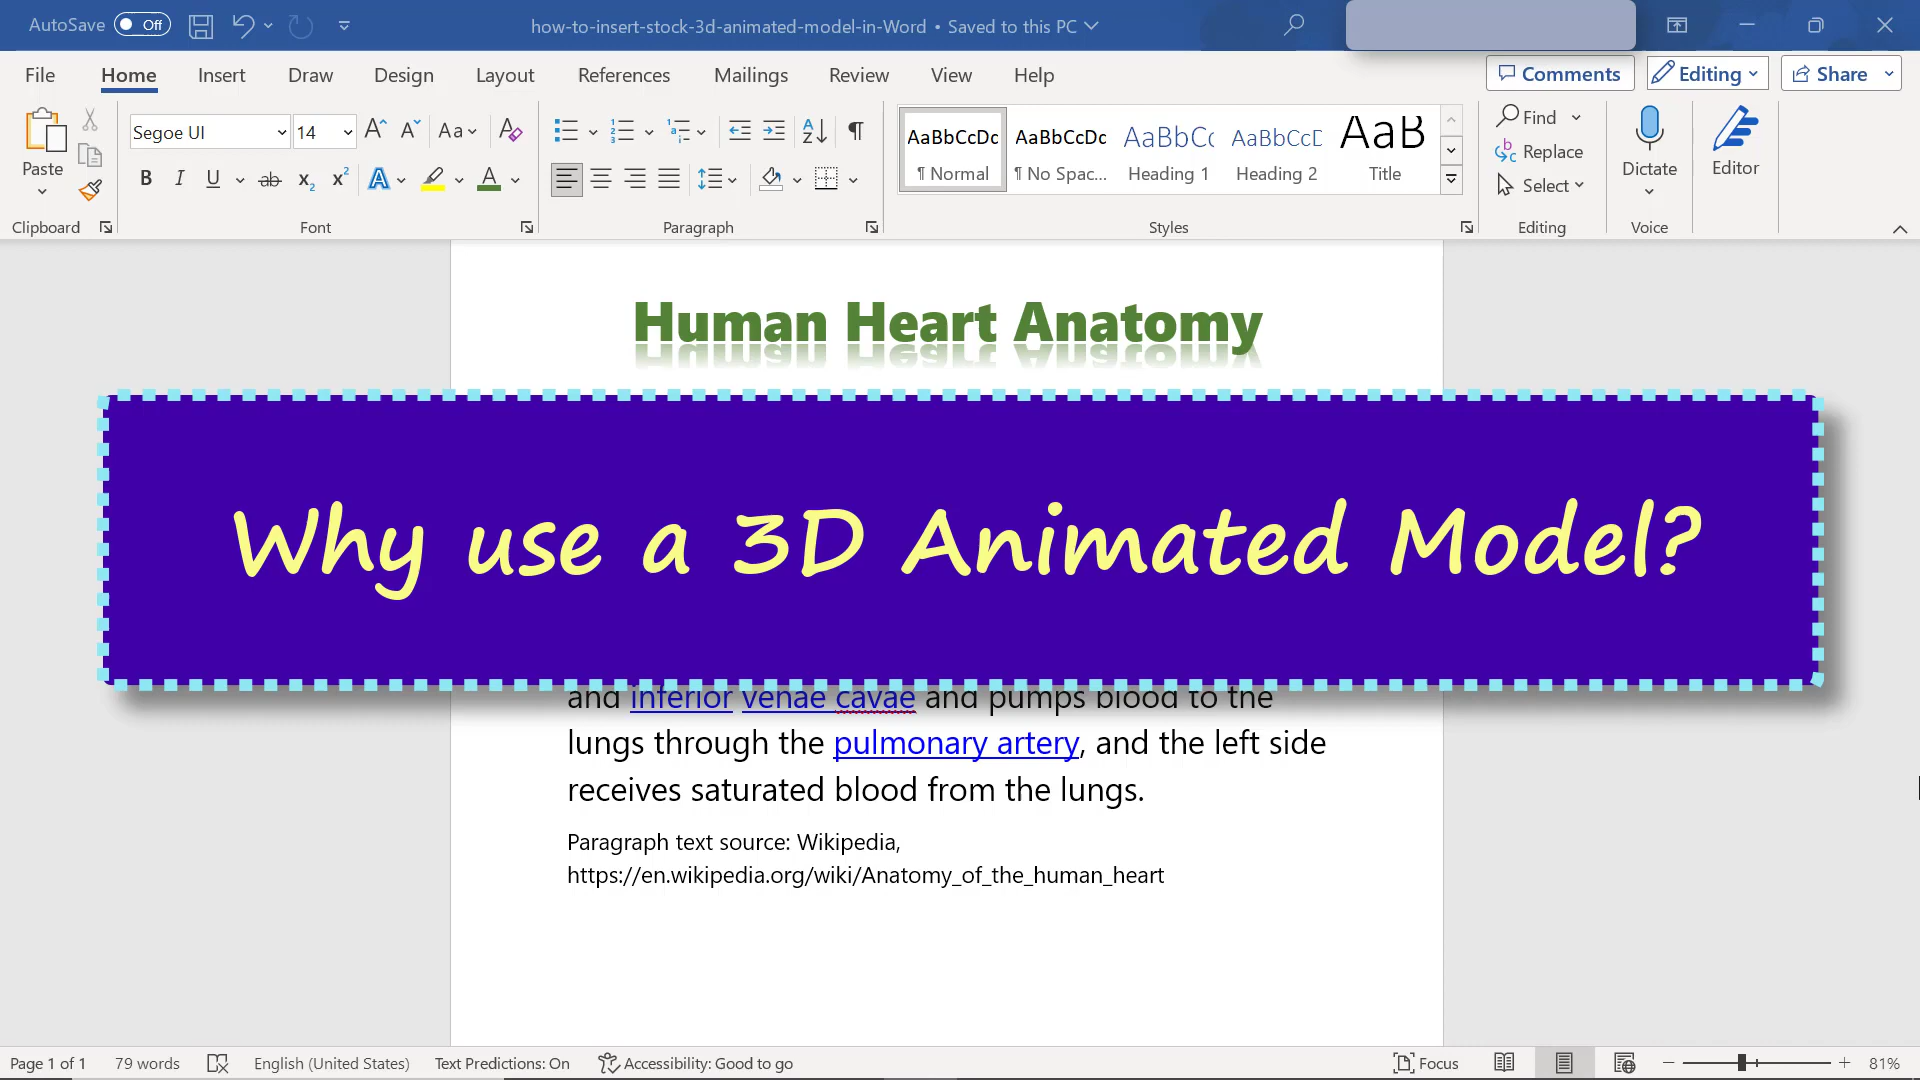 AutoSave Off how-to-insert-stock-3d-animated-model-in-Word • Saved to this PC
File Home Insert Draw Design Layout References Mailings Review View Help Comments Editing Share
Segoe UI 14 Aa
Paste
B I U ab x₂ x² A A
AaBbCcDc AaBbCcDc AaBbC AaBbCcD AaB
¶ Normal ¶ No Spac... Heading 1 Heading 2 Title
Find
Replace
Select
Dictate
Editor
Clipboard Font Paragraph Styles Editing Voice
Human Heart Anatomy
Why use a 3D Animated Model?
and inferior venae cavae and pumps blood to the
lungs through the pulmonary artery, and the left side
receives saturated blood from the lungs.
Paragraph text source: Wikipedia,
https://en.wikipedia.org/wiki/Anatomy_of_the_human_heart
Page 1 of 1 79 words English (United States) Text Predictions: On Accessibility: Good to go Focus 81%